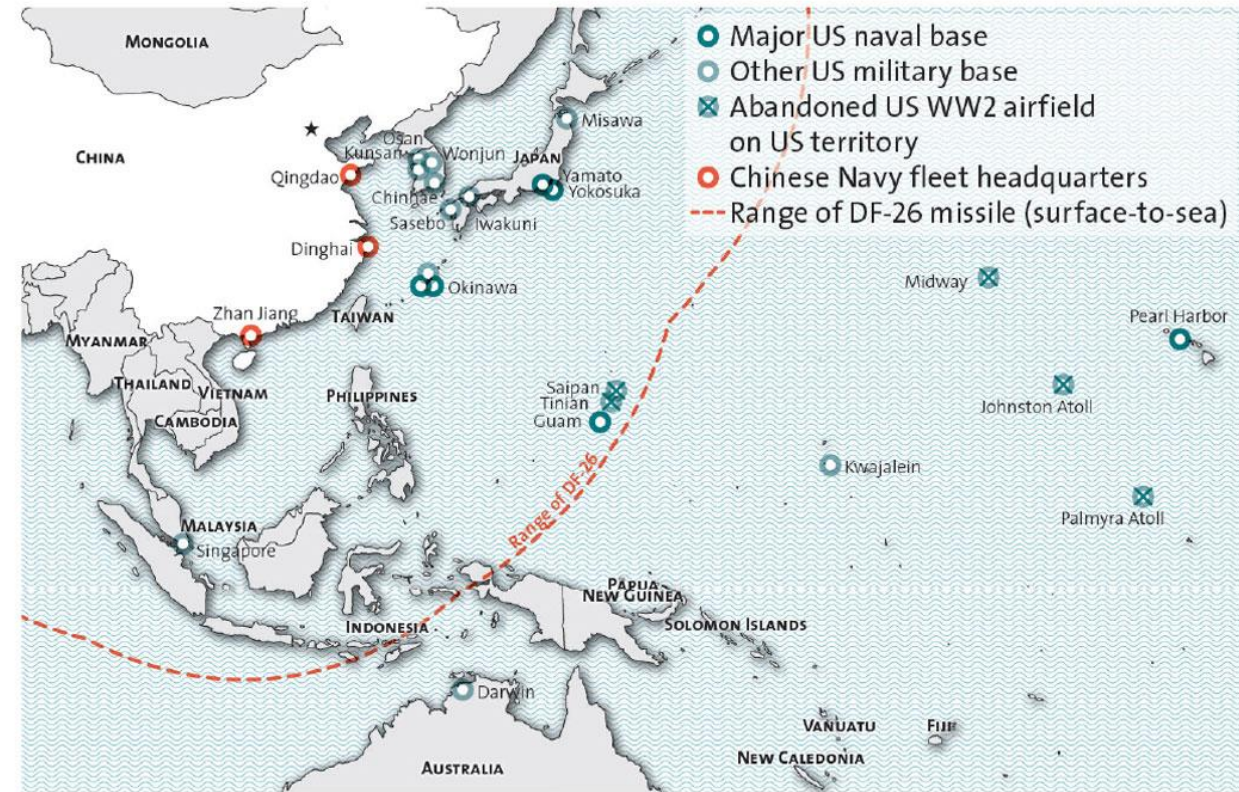 MONGOLIA
Major US naval base
Other US military base
Abandoned US WW2 airfield
on US territory
Chinese Navy fleet headquarters
Range of DF-26 missile (surface-to-sea)
CHINA
Misawa
Osan
Kunsan
Wonjun
JAPAN
Qingdao
Chinhae
Yamato
Yokosuka
Sasebo
Iwakuni
Dinghai
Okinawa
Midway
Zhan Jiang
TAIWAN
Pearl Harbor
MYANMAR
THAILAND
VIETNAM
CAMBODIA
PHILIPPINES
Saipan
Tinian
Guam
Johnston Atoll
Range of DF-26
Kwajalein
Palmyra Atoll
MALAYSIA
Singapore
PAPUA
NEW GUINEA
INDONESIA
SOLOMON ISLANDS
Darwin
VANUATU
FIJI
NEW CALEDONIA
AUSTRALIA